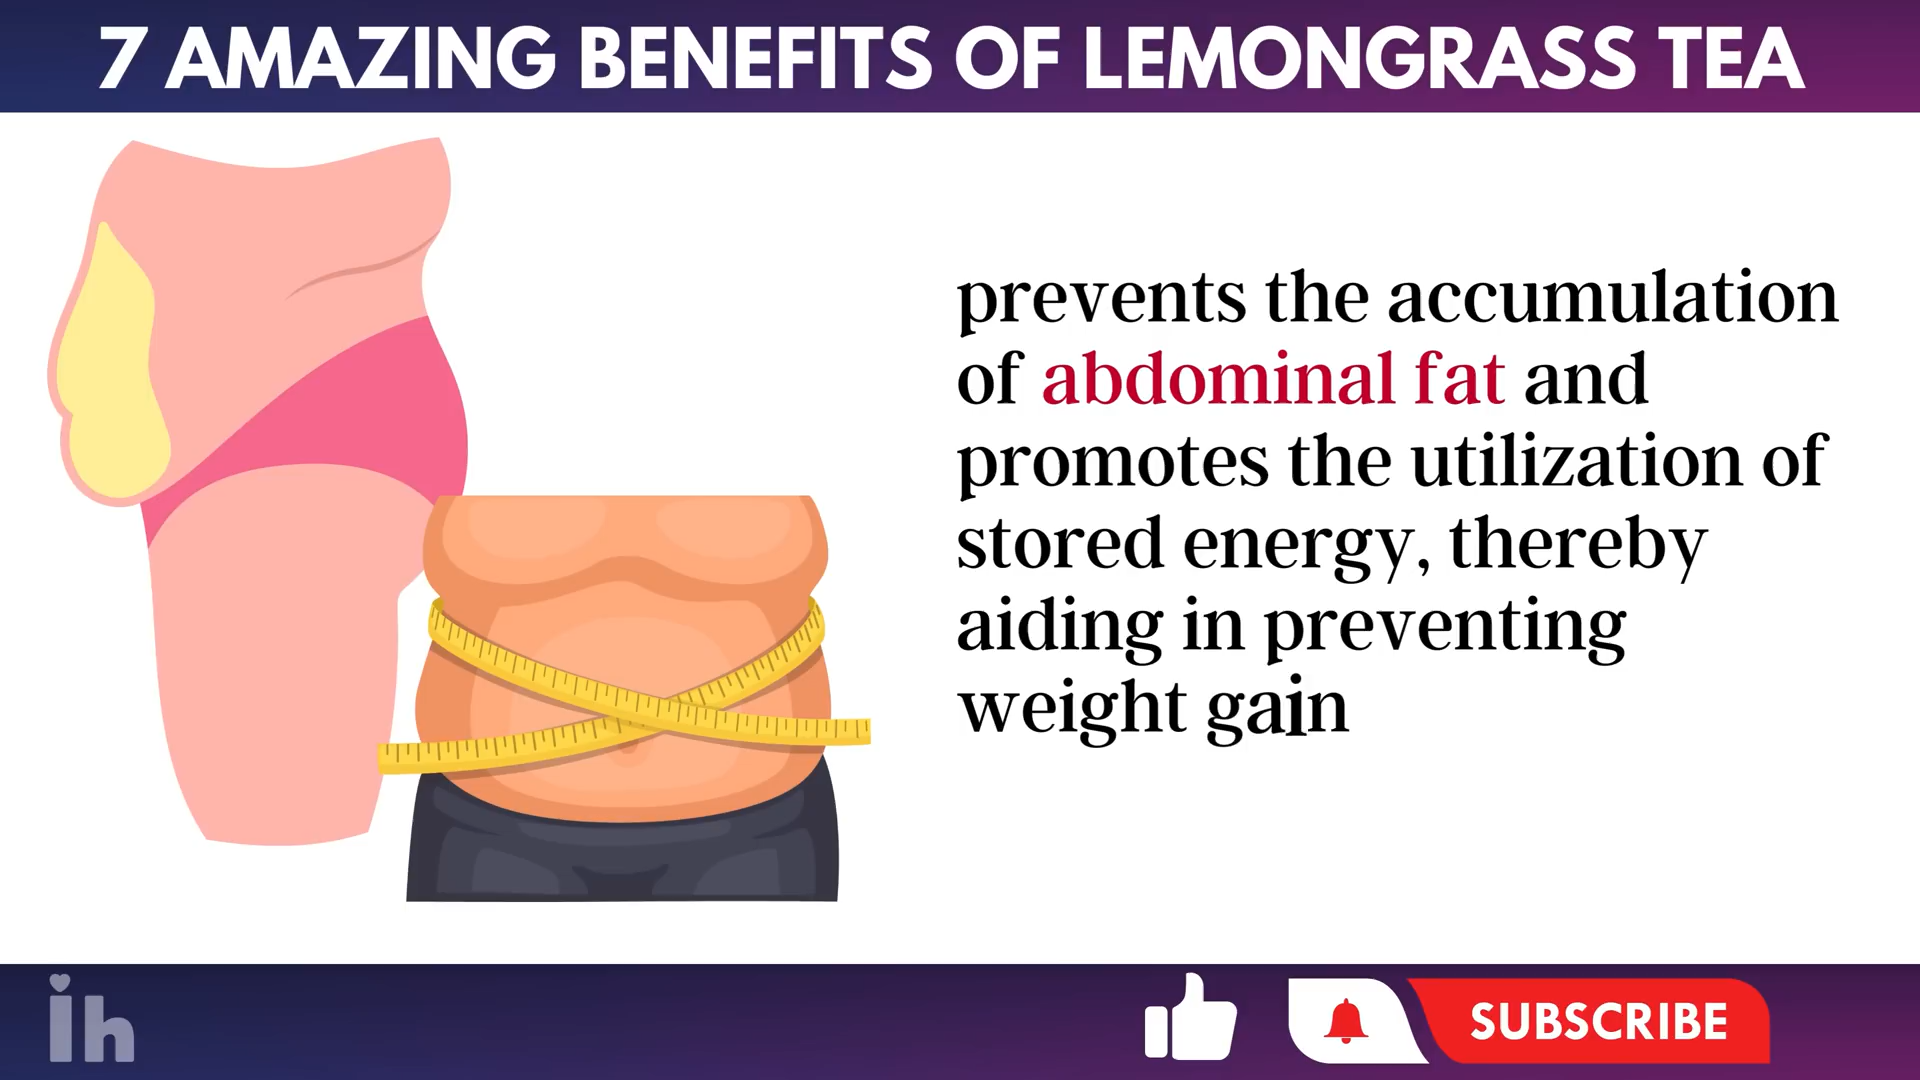 7 AMAZING BENEFITS OF LEMONGRASS TEA
prevents the accumulation
of abdominal fat and
promotes the utilization of
stored energy, thereby
aiding in preventing
weight gain
ih
SUBSCRIBE